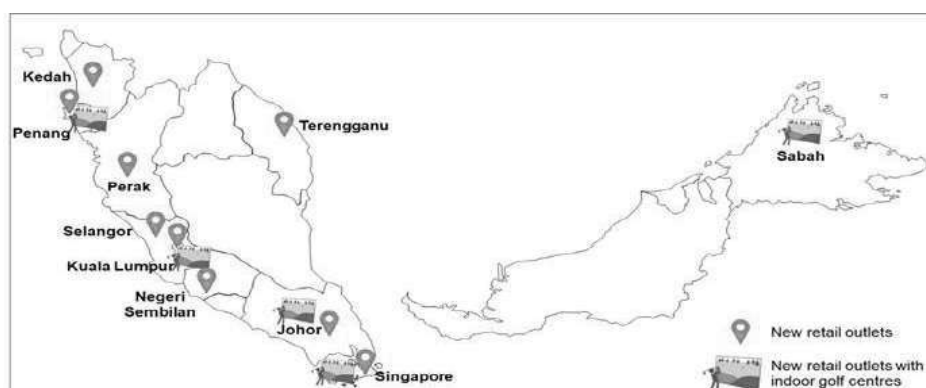 Kedah
Penang
Terengganu
Sabah
Perak
Selangor
Kuala Lumpur
Negeri
Sembilan
Johor
Singapore
New retail outlets
New retail outlets with
indoor golf centres